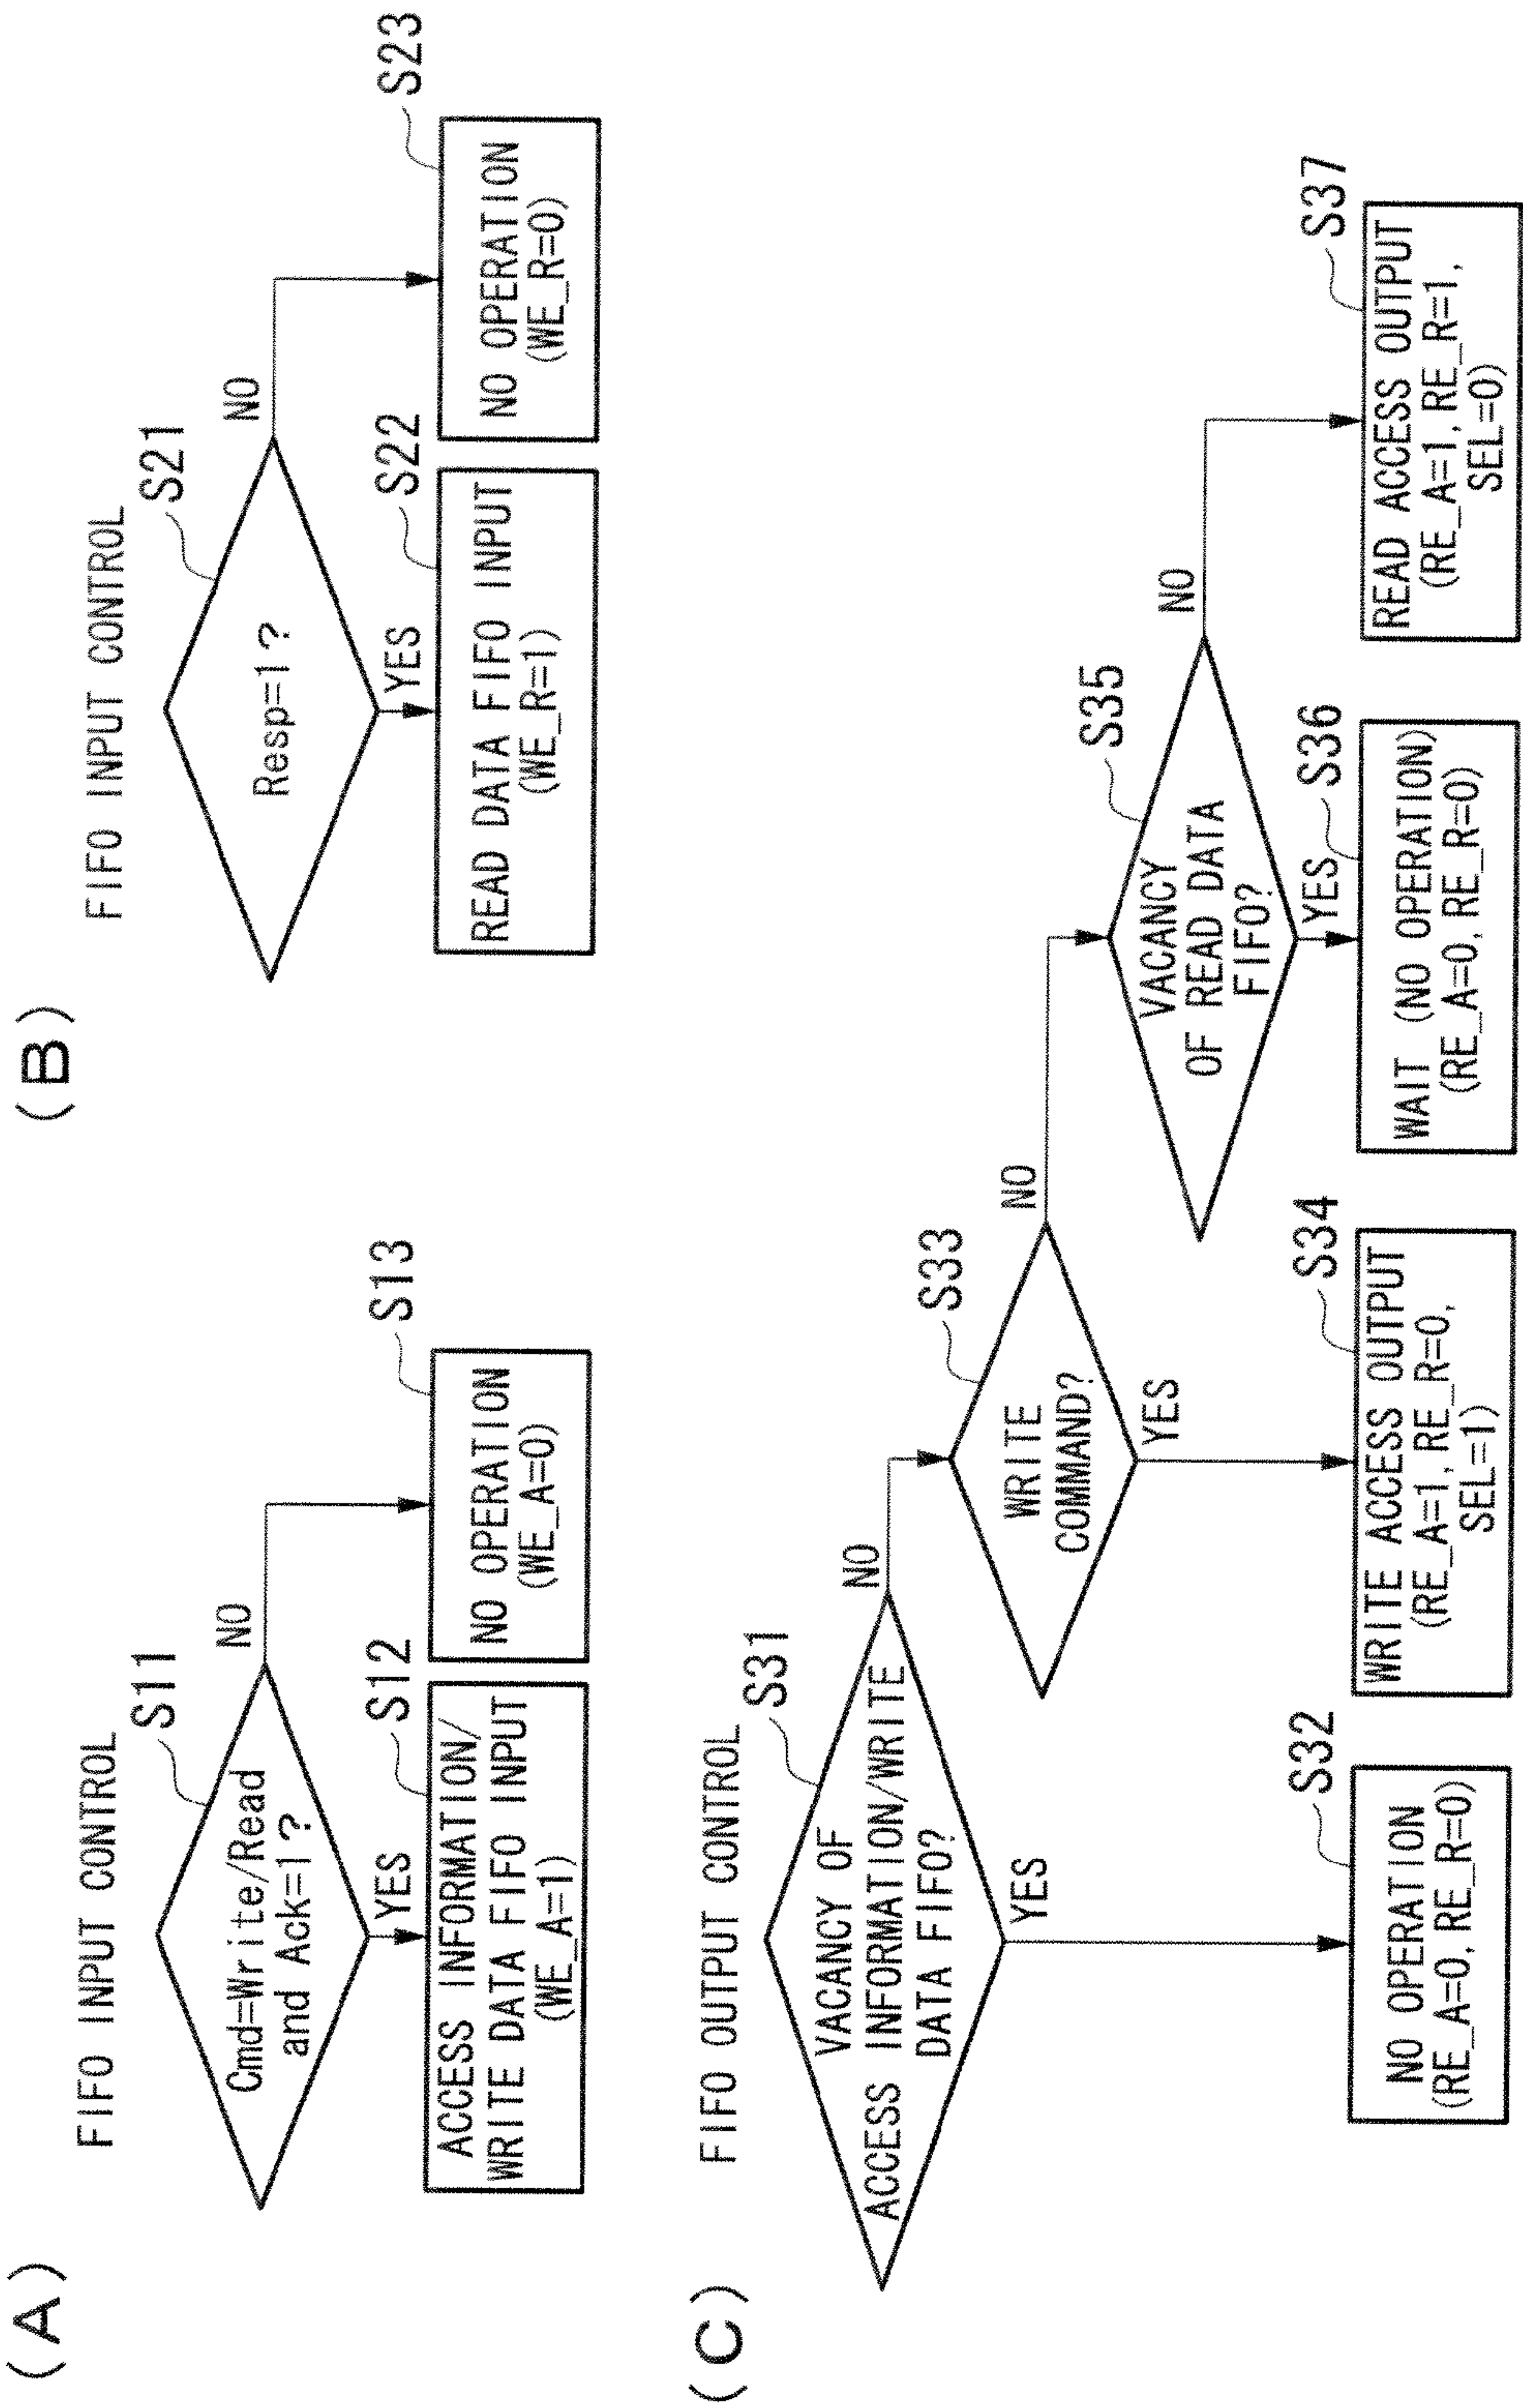 (A)
FIFO INPUT CONTROL
S11
Cmd=Write/Read
and Ack=1?
NO
YES
S12
ACCESS INFORMATION/
WRITE DATA FIFO INPUT
(WE_A=1)
S13
NO OPERATION
(WE_A=0)
(B)
FIFO INPUT CONTROL
S21
Resp=1?
NO
YES
S22
READ DATA FIFO INPUT
(WE_R=1)
S23
NO OPERATION
(WE_R=0)
(C)
FIFO OUTPUT CONTROL
S31
VACANCY OF
ACCESS INFORMATION/WRITE
DATA FIFO?
NO
YES
S32
NO OPERATION
(RE_A=0, RE_R=0)
S33
WRITE
COMMAND?
NO
YES
S34
WRITE ACCESS OUTPUT
(RE_A=1, RE_R=0,
SEL=1)
S35
VACANCY
OF READ DATA
FIFO?
NO
YES
S36
WAIT (NO OPERATION)
(RE_A=0, RE_R=0)
S37
READ ACCESS OUTPUT
(RE_A=1, RE_R=1,
SEL=0)